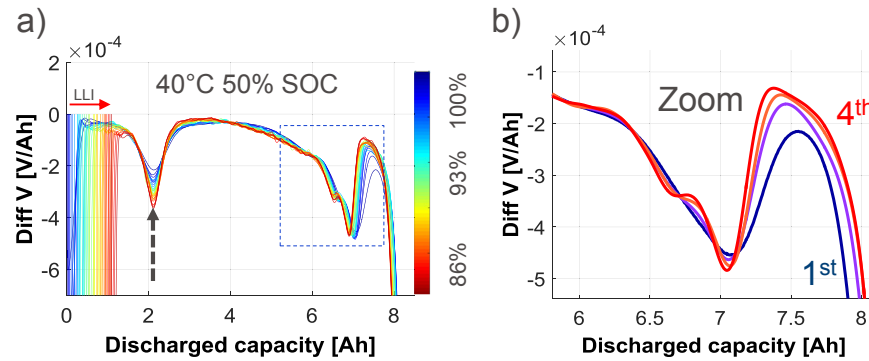 a)
×10⁻⁴
40°C 50% SOC
LLI
2
0
-2
-4
-6
Diff V [V/Ah]
0 2 4 6 8
Discharged capacity [Ah]
100%
93%
86%
b)
×10⁻⁴
Zoom
4th
1st
-1
-2
-3
-4
-5
Diff V [V/Ah]
6 6.5 7 7.5 8
Discharged capacity [Ah]